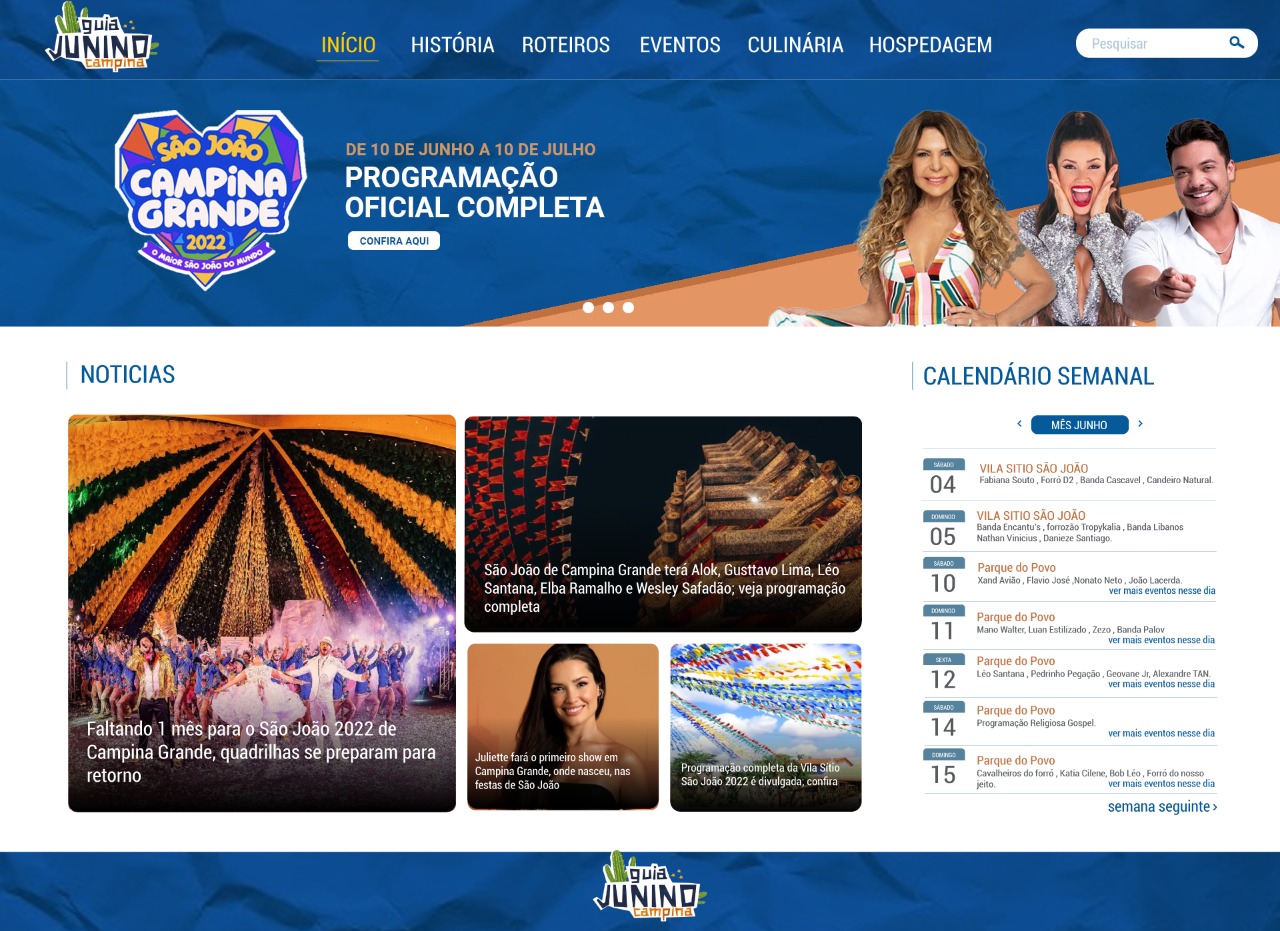 guia
JUNINO
campina
INÍCIO
HISTÓRIA
ROTEIROS
EVENTOS
CULINÁRIA
HOSPEDAGEM
Pesquisar
SÃO JOÃO
CAMPINA
GRANDE
2022
O MAIOR SÃO JOÃO DO MUNDO
DE 10 DE JUNHO A 10 DE JULHO
PROGRAMAÇÃO
OFICIAL COMPLETA
CONFIRA AQUI
NOTICIAS
Faltando 1 mês para o São João 2022 de
Campina Grande, quadrilhas se preparam para
retorno
São João de Campina Grande terá Alok, Gusttavo Lima, Léo
Santana, Elba Ramalho e Wesley Safadão; veja programação
completa
Juliette fará o primeiro show em
Campina Grande, onde nasceu, nas
festas de São João
Programação completa da Vila Sítio
São João 2022 é divulgada; confira
CALENDÁRIO SEMANAL
‹ MÊS JUNHO ›
SÁBADO
04
VILA SITIO SÃO JOÃO
Fabiana Souto , Forró D2 , Banda Cascavel , Candeiro Natural.
DOMINGO
05
VILA SITIO SÃO JOÃO
Banda Encantu's , forrozão Tropykalia , Banda Libanos
Nathan Vinicius , Danieze Santiago.
SÁBADO
10
Parque do Povo
Xand Avião , Flavio José ,Nonato Neto , João Lacerda.
ver mais eventos nesse dia
DOMINGO
11
Parque do Povo
Mano Walter, Luan Estilizado , Zezo , Banda Palov
ver mais eventos nesse dia
SEXTA
12
Parque do Povo
Léo Santana , Pedrinho Pegação , Geovane Jr, Alexandre TAN.
ver mais eventos nesse dia
SÁBADO
14
Parque do Povo
Programação Religiosa Gospel.
ver mais eventos nesse dia
DOMINGO
15
Parque do Povo
Cavalheiros do forró , Katia Cilene, Bob Léo , Forró do nosso
jeito.
ver mais eventos nesse dia
semana seguinte ›
guia
JUNINO
campina